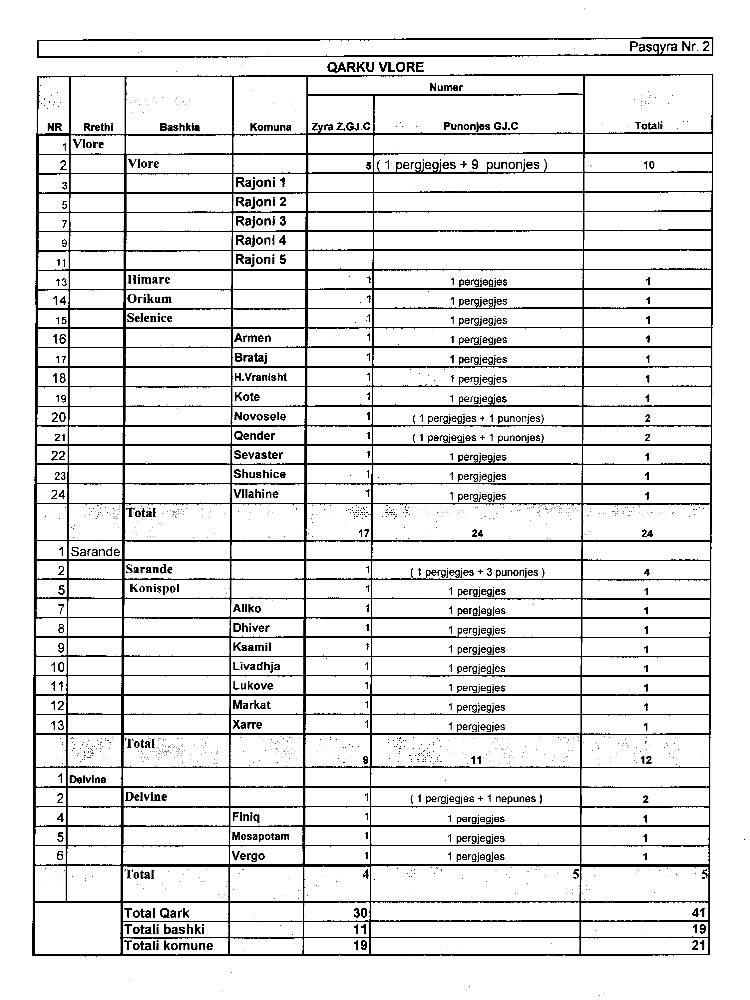 Pasqyra Nr. 2
QARKU VLORE
Numer
NR Rrethi Bashkia Komuna Zyra Z.GJ.C Punonjes GJ.C Totali
1 Vlore
2 Vlore 5 ( 1 pergjegjes + 9 punonjes ) 10
3 Rajoni 1
5 Rajoni 2
7 Rajoni 3
9 Rajoni 4
11 Rajoni 5
13 Himare 1 1 pergjegjes 1
14 Orikum 1 1 pergjegjes 1
15 Selenice 1 1 pergjegjes 1
16 Armen 1 1 pergjegjes 1
17 Brataj 1 1 pergjegjes 1
18 H.Vranisht 1 1 pergjegjes 1
19 Kote 1 1 pergjegjes 1
20 Novosele 1 ( 1 pergjegjes + 1 punonjes) 2
21 Qender 1 ( 1 pergjegjes + 1 punonjes) 2
22 Sevaster 1 1 pergjegjes 1
23 Shushice 1 1 pergjegjes 1
24 Vllahine 1 1 pergjegjes 1
Total
17 24 24
1 Sarande
2 Sarande 1 ( 1 pergjegjes + 3 punonjes ) 4
5 Konispol 1 1 pergjegjes 1
7 Aliko 1 1 pergjegjes 1
8 Dhiver 1 1 pergjegjes 1
9 Ksamil 1 1 pergjegjes 1
10 Livadhja 1 1 pergjegjes 1
11 Lukove 1 1 pergjegjes 1
12 Markat 1 1 pergjegjes 1
13 Xarre 1 1 pergjegjes 1
Total
9 11 12
1 Delvine
2 Delvine 1 ( 1 pergjegjes + 1 nepunes ) 2
4 Finiq 1 1 pergjegjes 1
5 Mesapotam 1 1 pergjegjes 1
6 Vergo 1 1 pergjegjes 1
Total 4 5 5
Total Qark 30 41
Totali bashki 11 19
Totali komune 19 21